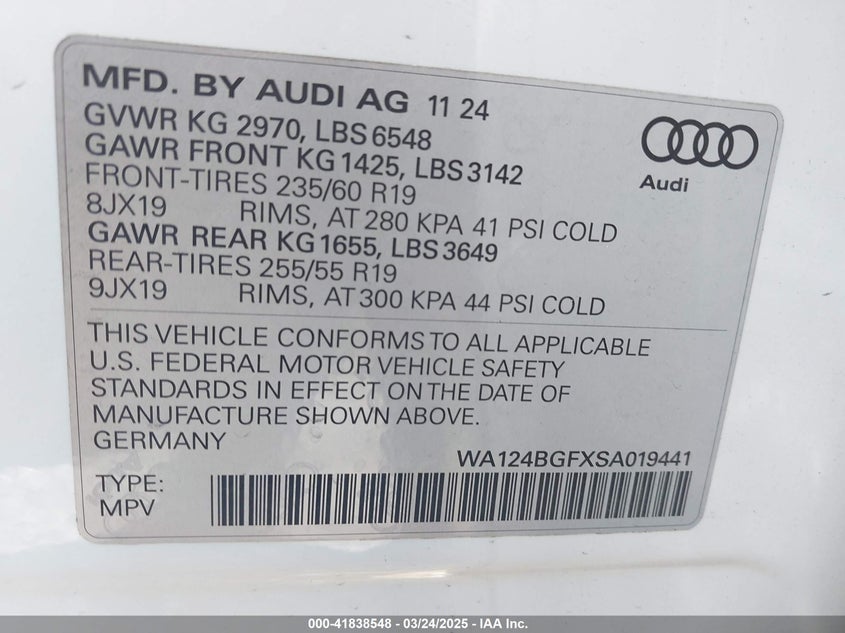 MFD. BY AUDI AG 11 24
GVWR KG 2970, LBS 6548
GAWR FRONT KG 1425, LBS 3142
FRONT-TIRES 235/60 R19
8JX19 RIMS, AT 280 KPA 41 PSI COLD
GAWR REAR KG 1655, LBS 3649
REAR-TIRES 255/55 R19
9JX19 RIMS, AT 300 KPA 44 PSI COLD
Audi
THIS VEHICLE CONFORMS TO ALL APPLICABLE
U.S. FEDERAL MOTOR VEHICLE SAFETY
STANDARDS IN EFFECT ON THE DATE OF
MANUFACTURE SHOWN ABOVE.
GERMANY
WA124BGFXSA019441
TYPE:
MPV
000-41838548 - 03/24/2025 - IAA Inc.